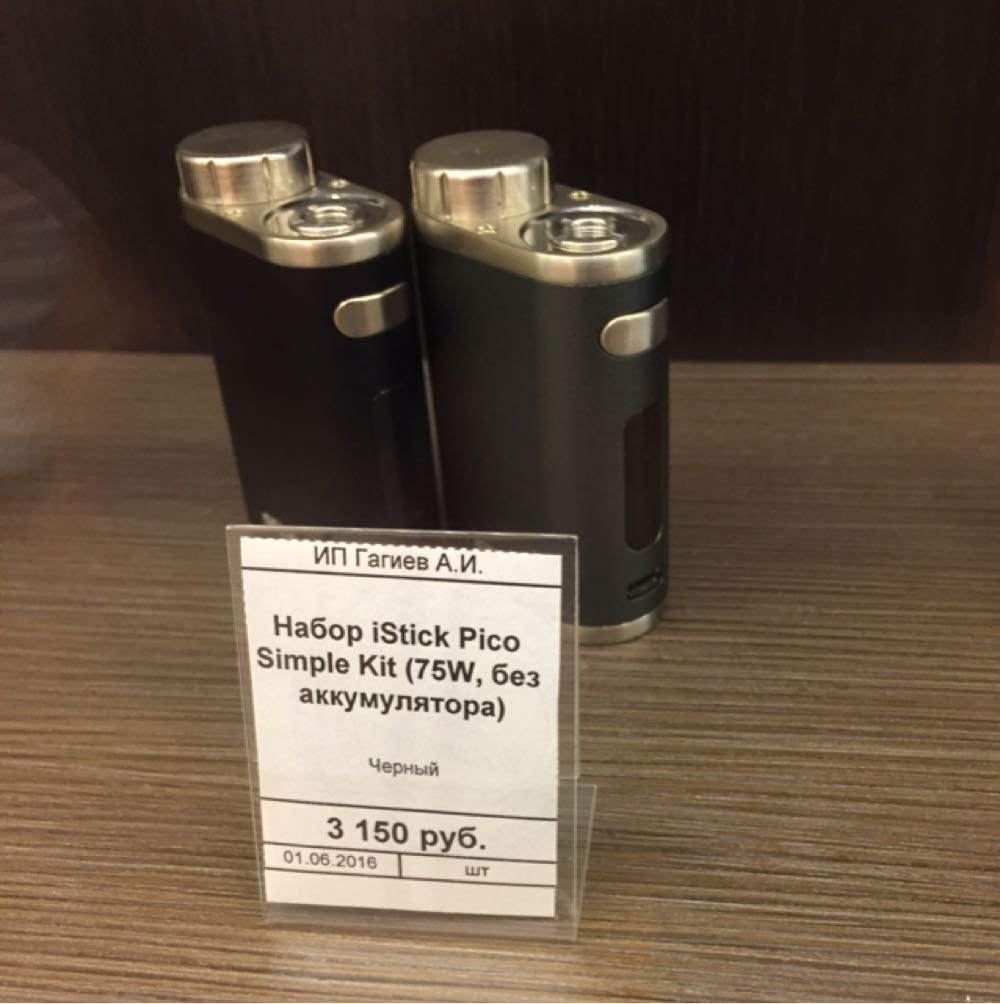 ИП Гагиев А.И.
Набор iStick Pico
Simple Kit (75W, без
аккумулятора)
Черный
3 150 руб.
01.06.2016
шт